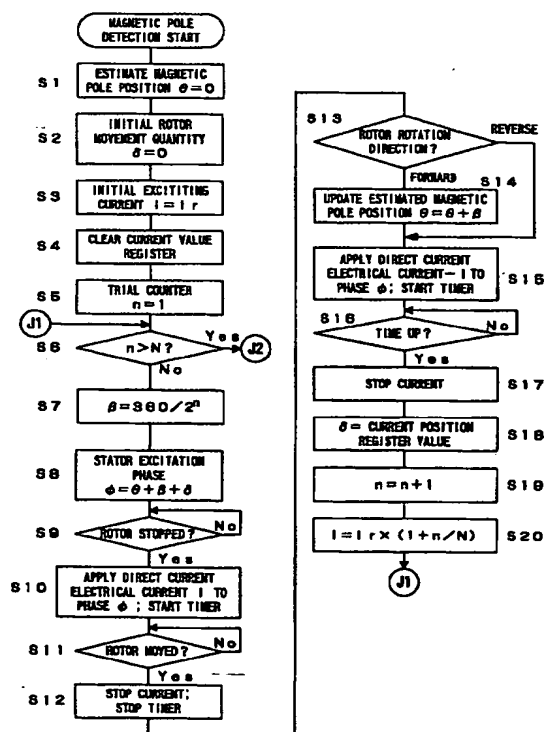 MAGNETIC POLE
DETECTION START
S1
ESTIMATE MAGNETIC
POLE POSITION θ=0
S2
INITIAL ROTOR
MOVEMENT QUANTITY
δ=0
S3
INITIAL EXCITITING
CURRENT I=Ir
S4
CLEAR CURRENT VALUE
REGISTER
S5
TRIAL COUNTER
n=1
J1
S6
n>N?
Yes
J2
No
S7
β=360/2ⁿ
S8
STATOR EXCITATION
PHASE
φ=θ+β+δ
S9
ROTOR STOPPED?
No
Yes
S10
APPLY DIRECT CURRENT
ELECTRICAL CURRENT I TO
PHASE φ; START TIMER
S11
ROTOR MOVED?
No
Yes
S12
STOP CURRENT;
STOP TIMER
S13
ROTOR ROTATION
DIRECTION?
REVERSE
FORWARD
S14
UPDATE ESTIMATED MAGNETIC
POLE POSITION θ=θ+β
APPLY DIRECT CURRENT
ELECTRICAL CURRENT-I TO
PHASE φ; START TIMER
S15
S16
TIME UP?
No
Yes
STOP CURRENT
S17
δ= CURRENT POSITION
REGISTER VALUE
S18
n=n+1
S19
I=Ir×(1+n/N)
S20
J1